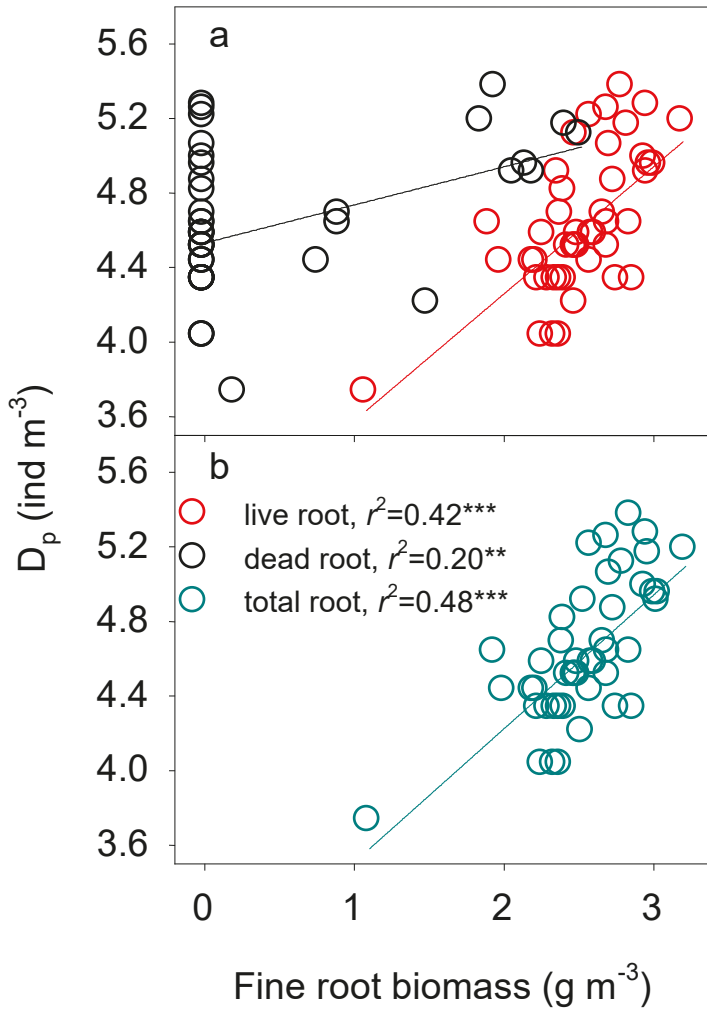 a
5.6
5.2
4.8
4.4
4.0
3.6
b
5.6
5.2
4.8
4.4
4.0
3.6
live root, r²=0.42***
dead root, r²=0.20**
total root, r²=0.48***
0 1 2 3
Fine root biomass (g m⁻³)
Dₚ (ind m⁻³)